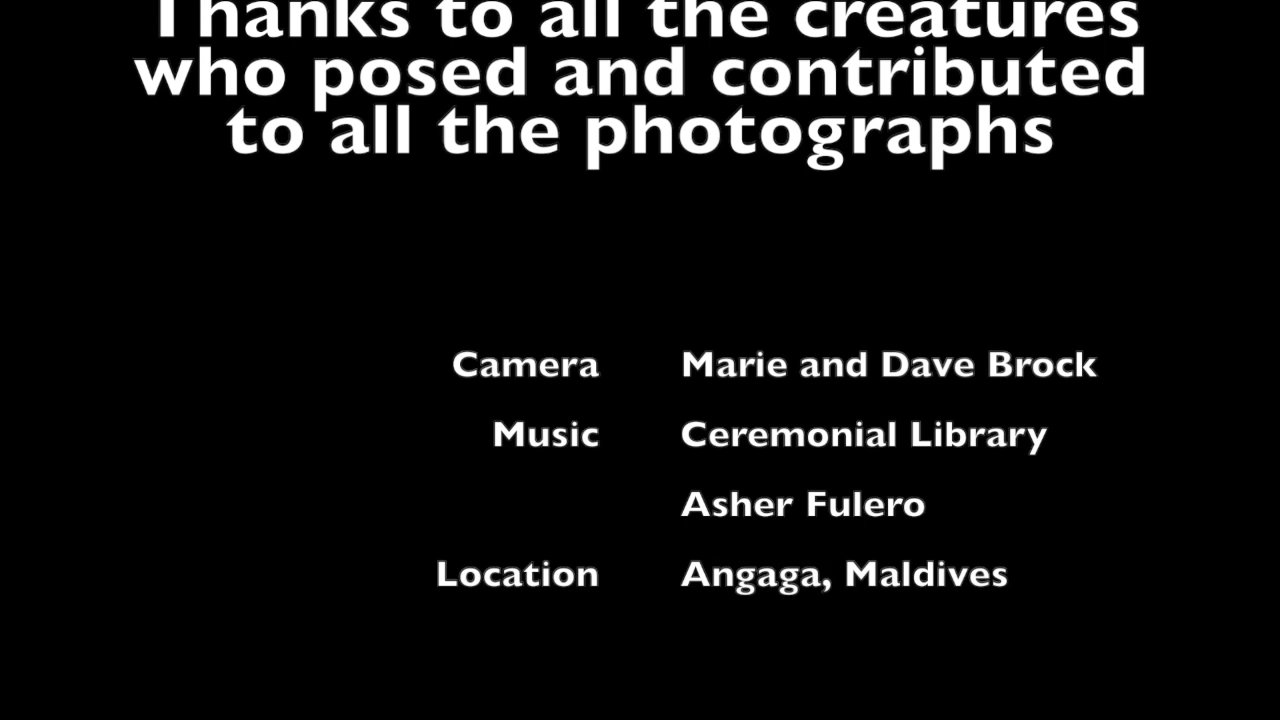 Thanks to all the creatures
who posed and contributed
to all the photographs
Camera Marie and Dave Brock
Music Ceremonial Library
Asher Fulero
Location Angaga, Maldives